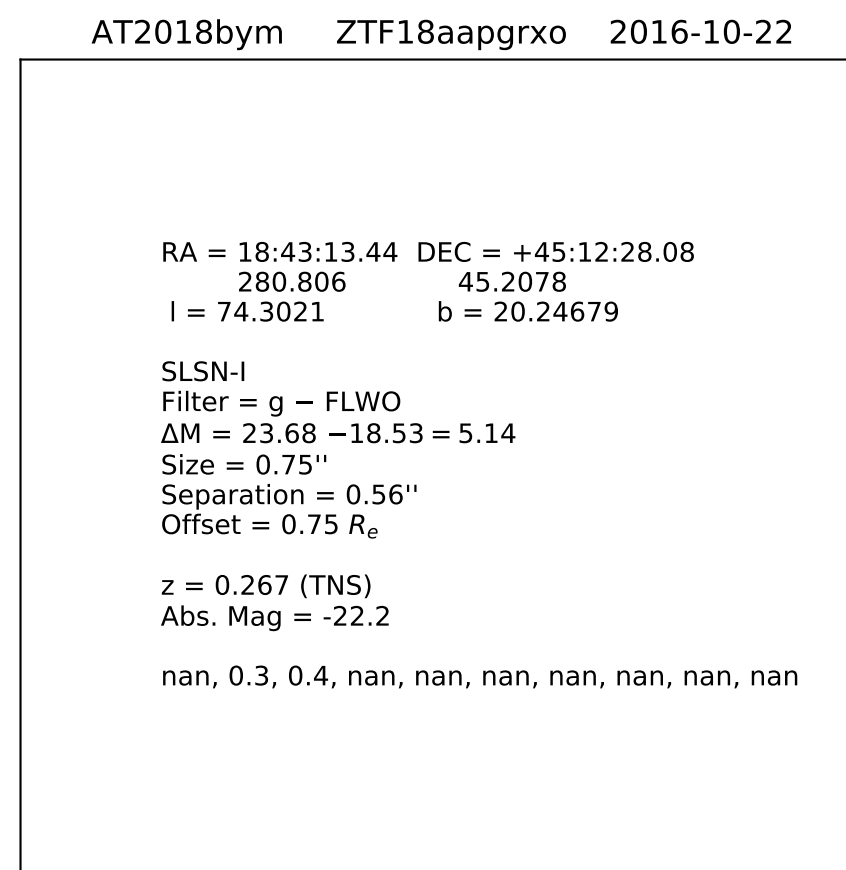 AT2018bym ZTF18aapgrxo 2016-10-22
RA = 18:43:13.44 DEC = +45:12:28.08
280.806 45.2078
l = 74.3021 b = 20.24679
SLSN-I
Filter = g − FLWO
ΔM = 23.68 −18.53 = 5.14
Size = 0.75''
Separation = 0.56''
Offset = 0.75 Re
z = 0.267 (TNS)
Abs. Mag = -22.2
nan, 0.3, 0.4, nan, nan, nan, nan, nan, nan, nan